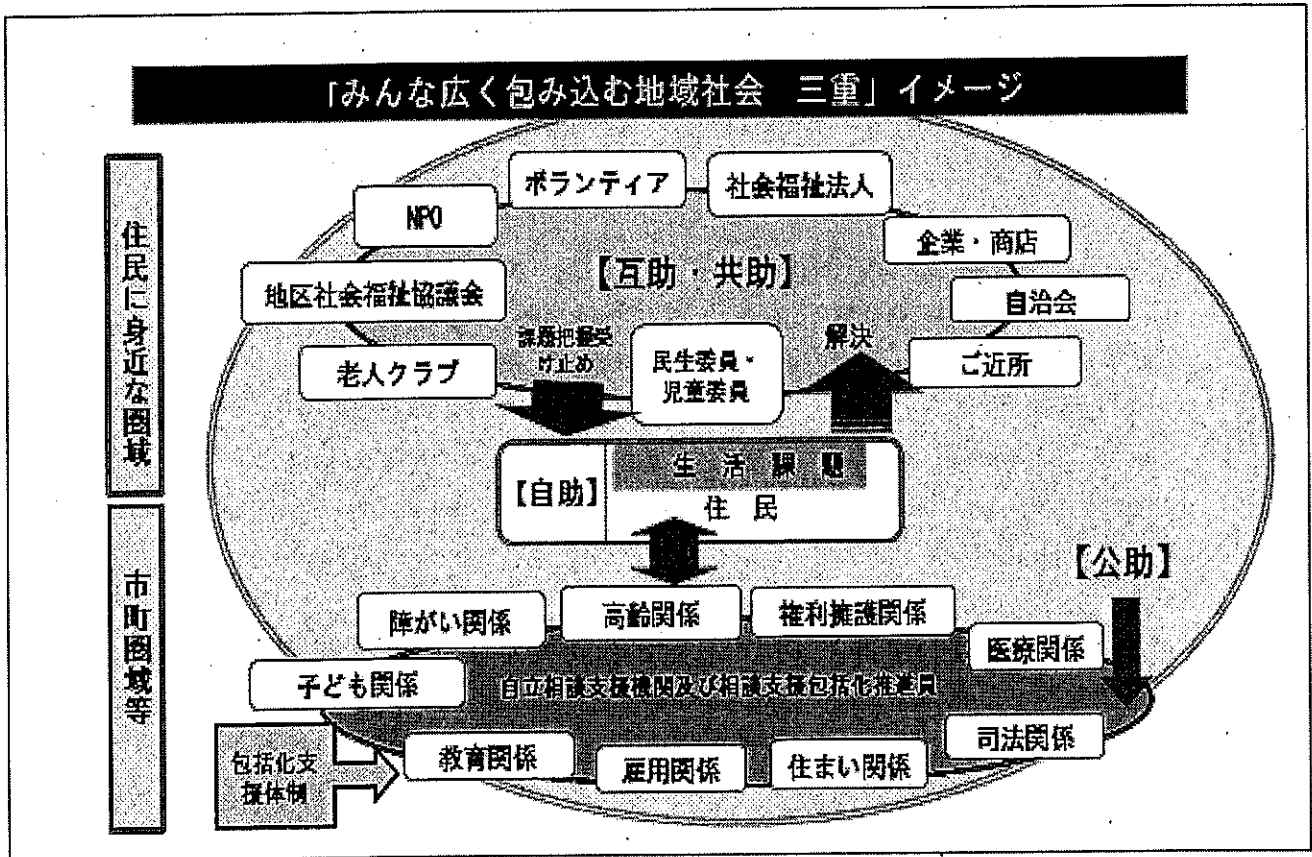 「みんな広く包み込む地域社会　三重」イメージ
住民に身近な圏域
ボランティア
社会福祉法人
NPO
企業・商店
【互助・共助】
地区社会福祉協議会
自治会
課題把握受
け止め
民生委員・
児童委員
解決
ご近所
老人クラブ
【自助】
生活課題
住民
市町圏域等
【公助】
障がい関係
高齢関係
権利擁護関係
医療関係
子ども関係
自立相談支援機関及び相談支援包括化推進員
司法関係
包括化支
援体制
教育関係
雇用関係
住まい関係